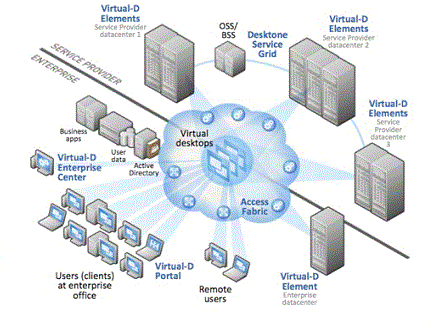 Virtual-D
Elements
Service Provider
datacenter 1
OSS/
BSS
Desktone
Service
Grid
Virtual-D
Elements
Service Provider
datacenter 2
SERVICE PROVIDER
ENTERPRISE
Virtual-D
Elements
Service
Provider
datacenter
3
Business
apps
User
data
Active
Directory
Virtual
desktops
Virtual-D
Enterprise
Center
Access
Fabric
Users (clients)
at enterprise
office
Virtual-D
Portal
Remote
users
Virtual-D
Element
Enterprise
datacenter